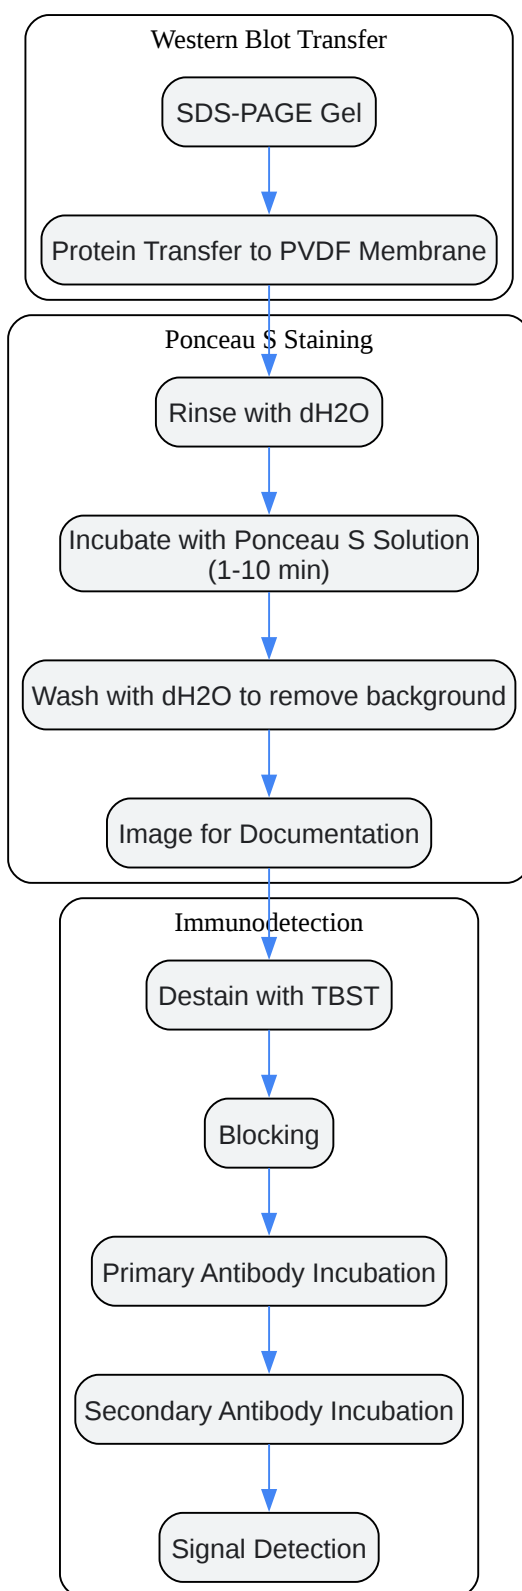 Western Blot Transfer
SDS-PAGE Gel
Protein Transfer to PVDF Membrane
Ponceau S Staining
Rinse with dH2O
Incubate with Ponceau S Solution
(1-10 min)
Wash with dH2O to remove background
Image for Documentation
Immunodetection
Destain with TBST
Blocking
Primary Antibody Incubation
Secondary Antibody Incubation
Signal Detection